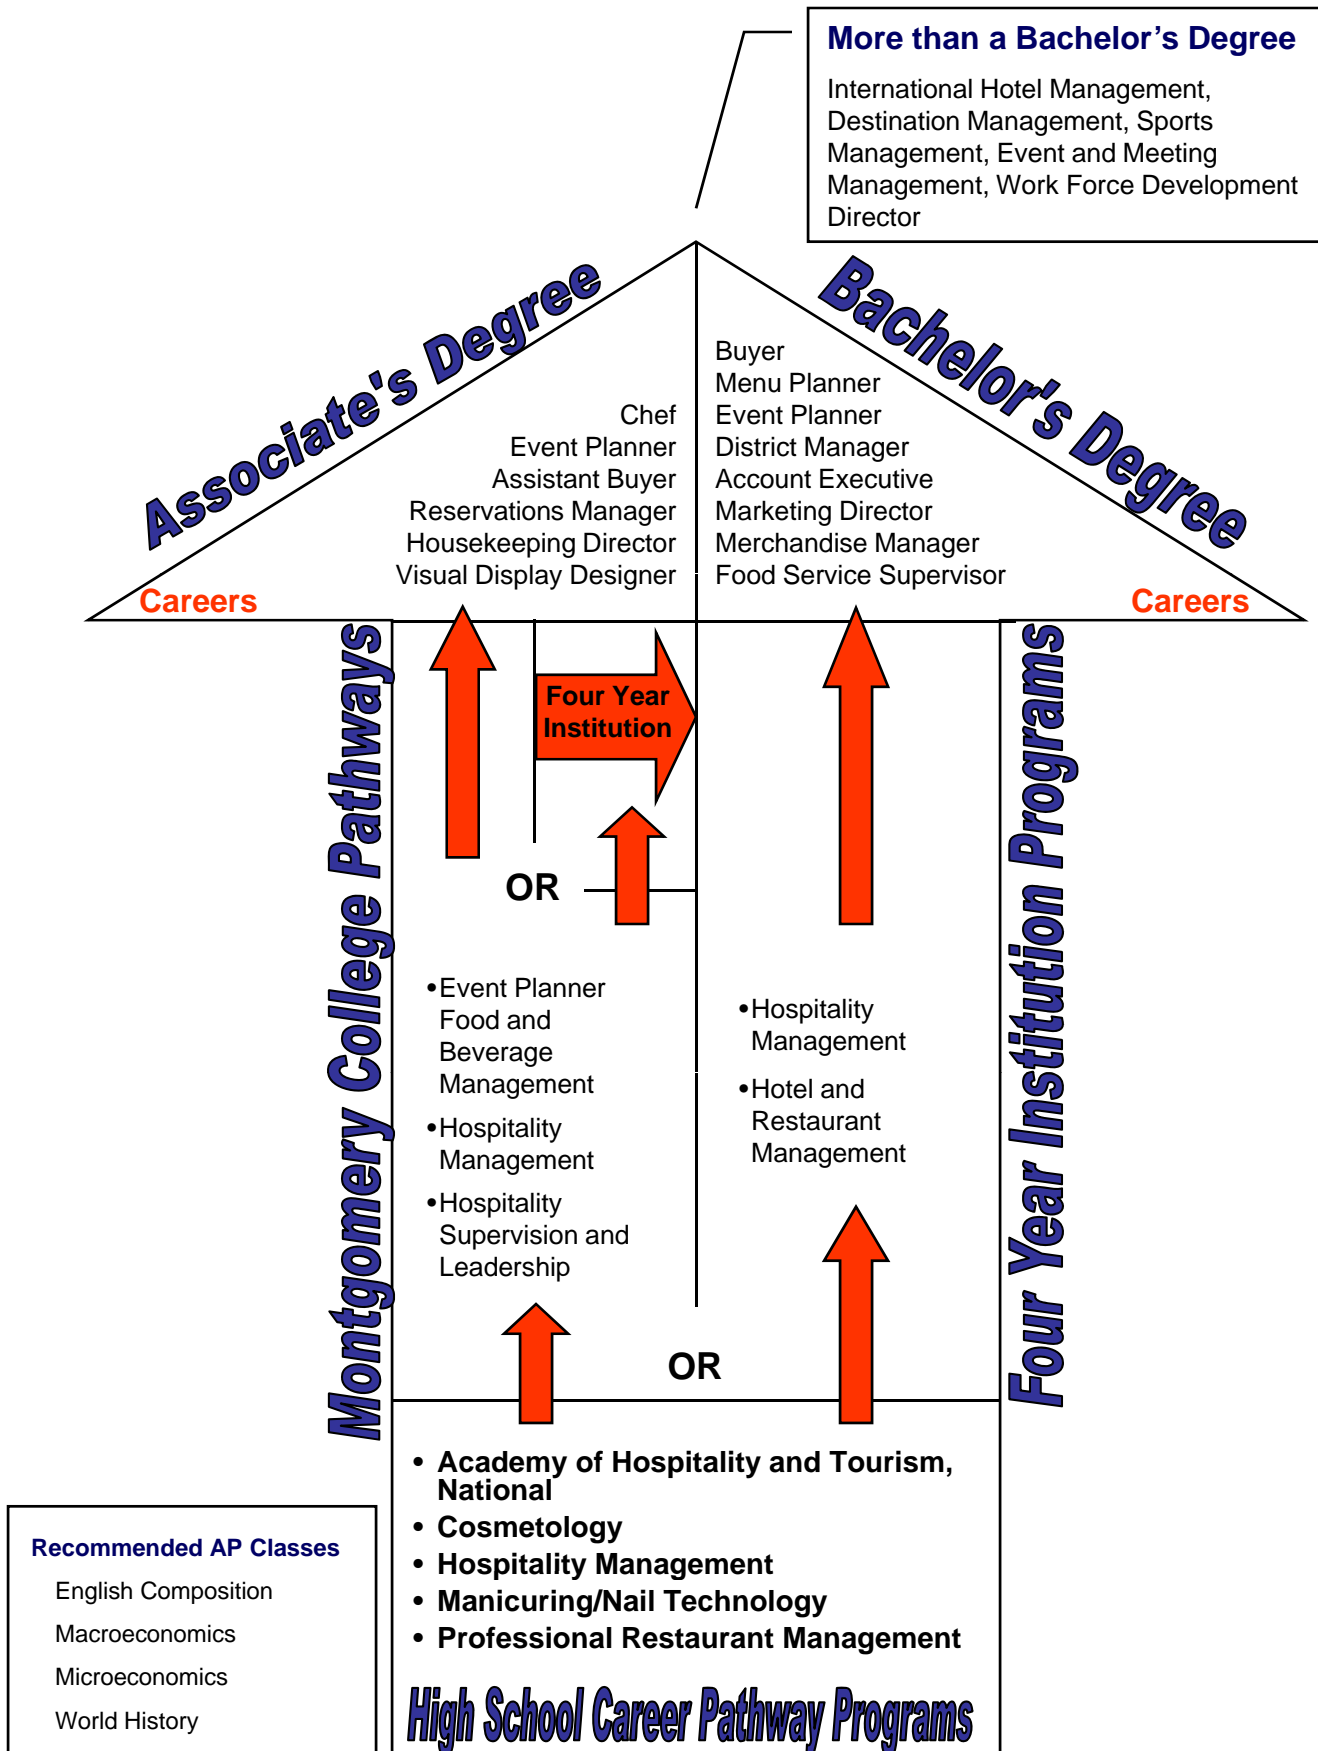 More than a Bachelor's Degree
International Hotel Management,
Destination Management, Sports
Management, Event and Meeting
Management, Work Force Development
Director
Associate's Degree
Bachelor's Degree
Chef
Event Planner
Assistant Buyer
Reservations Manager
Housekeeping Director
Visual Display Designer
Careers
Buyer
Menu Planner
Event Planner
District Manager
Account Executive
Marketing Director
Merchandise Manager
Food Service Supervisor
Careers
Montgomery College Pathways
Four Year
Institution
OR
•Event Planner
Food and
Beverage
Management
•Hospitality
Management
•Hospitality
Supervision and
Leadership
•Hospitality
Management
•Hotel and
Restaurant
Management
Four Year Institution Programs
OR
• Academy of Hospitality and Tourism,
National
• Cosmetology
• Hospitality Management
• Manicuring/Nail Technology
• Professional Restaurant Management
High School Career Pathway Programs
Recommended AP Classes
English Composition
Macroeconomics
Microeconomics
World History